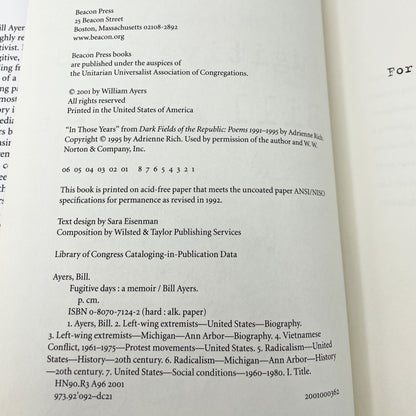 Beacon Press
25 Beacon Street
Boston, Massachusetts 02108-2892
www.beacon.org
Beacon Press books
are published under the auspices of
the Unitarian Universalist Association of Congregations.
© 2001 by William Ayers
All rights reserved
Printed in the United States of America
"In Those Years" from Dark Fields of the Republic: Poems 1991–1995 by Adrienne Rich.
Copyright © 1995 by Adrienne Rich. Used by permission of the author and W. W.
Norton & Company, Inc.
06 05 04 03 02 01 8 7 6 5 4 3 2 1
This book is printed on acid-free paper that meets the uncoated paper ANSI/NISO
specifications for permanence as revised in 1992.
Text design by Sara Eisenman
Composition by Wilsted & Taylor Publishing Services
Library of Congress Cataloging-in-Publication Data
Ayers, Bill.
Fugitive days : a memoir / Bill Ayers.
p. cm.
ISBN 0-8070-7124-2 (hard : alk. paper)
1. Ayers, Bill. 2. Left-wing extremists—United States—Biography.
3. Left-wing extremists—Michigan—Ann Arbor—Biography. 4. Vietnamese
Conflict, 1961–1975—Protest movements—United States. 5. Radicalism—United
States—History—20th century. 6. Radicalism—Michigan—Ann Arbor—History
—20th century. 7. United States—Social conditions—1960–1980. I. Title.
HN90.R3 A96 2001
973.92'092—dc21 2001000362
For